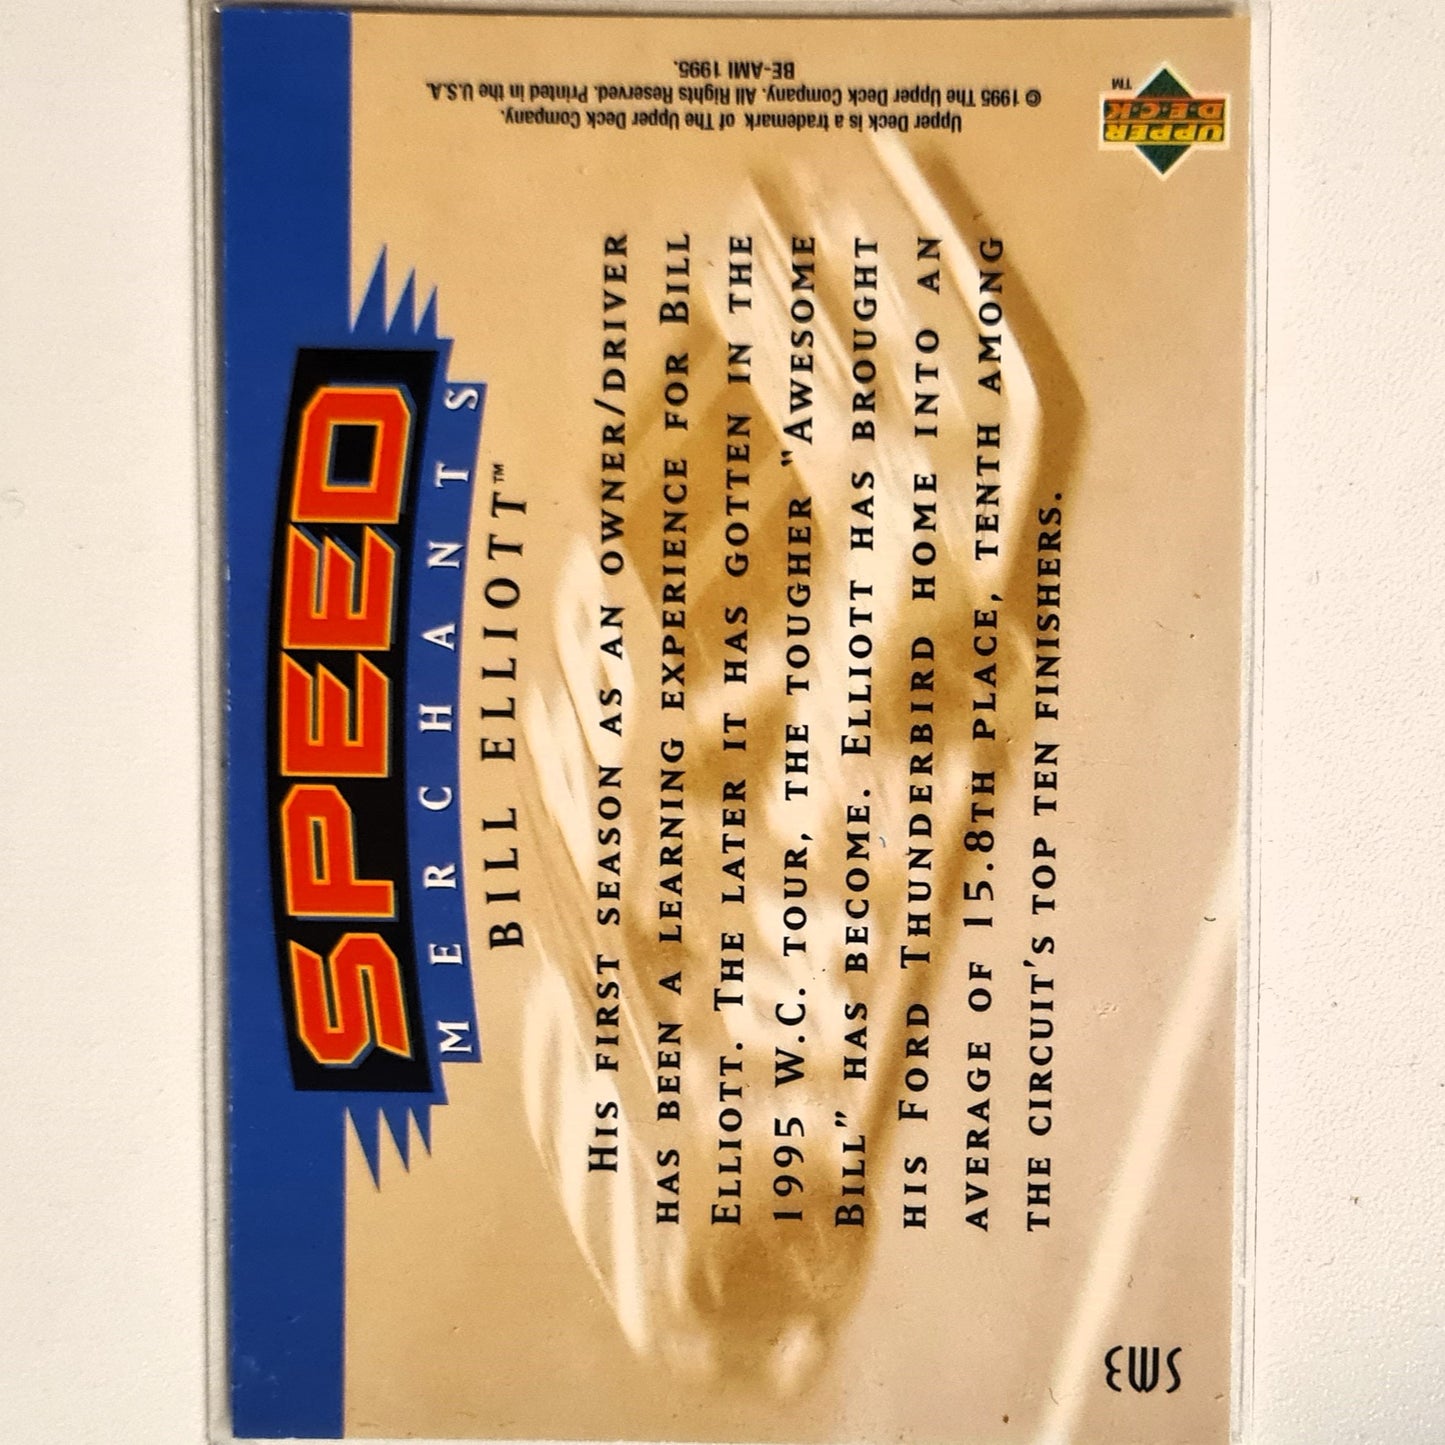 SPEED
MERCHANTS
BILL ELLIOTT™
HIS FIRST SEASON AS AN OWNER/DRIVER
HAS BEEN A LEARNING EXPERIENCE FOR BILL
ELLIOTT. THE LATER IT HAS GOTTEN IN THE
1995 W.C. TOUR, THE TOUGHER "AWESOME
BILL" HAS BECOME. ELLIOTT HAS BROUGHT
HIS FORD THUNDERBIRD HOME INTO AN
AVERAGE OF 15.8TH PLACE, TENTH AMONG
THE CIRCUIT'S TOP TEN FINISHERS.
SM3
UPPER
DECK
TM
Upper Deck is a trademark of The Upper Deck Company.
© 1995 The Upper Deck Company. All Rights Reserved. Printed in the U.S.A.
BE-AMI 1995.